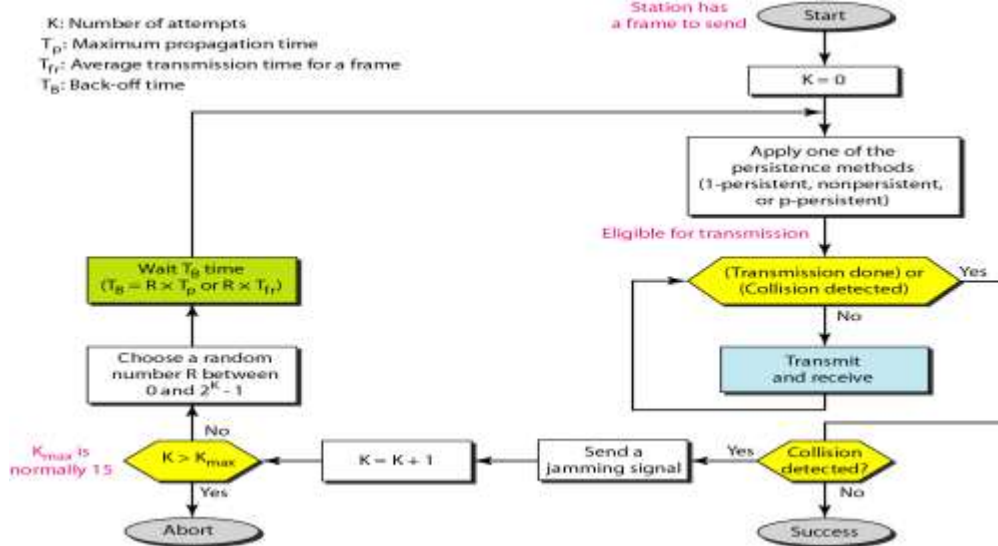 K: Number of attempts
Tp: Maximum propagation time
Tfr: Average transmission time for a frame
TB: Back-off time
Station has
a frame to send
Start
K = 0
Apply one of the
persistence methods
(1-persistent, nonpersistent,
or p-persistent)
Eligible for transmission
(Transmission done) or
(Collision detected)
Yes
No
Transmit
and receive
Wait TB time
(TB = R × Tp or R × Tfr)
Choose a random
number R between
0 and 2^K - 1
No
Kmax is
normally 15
K > Kmax
Yes
Abort
K = K + 1
Send a
jamming signal
Yes
Collision
detected?
No
Success